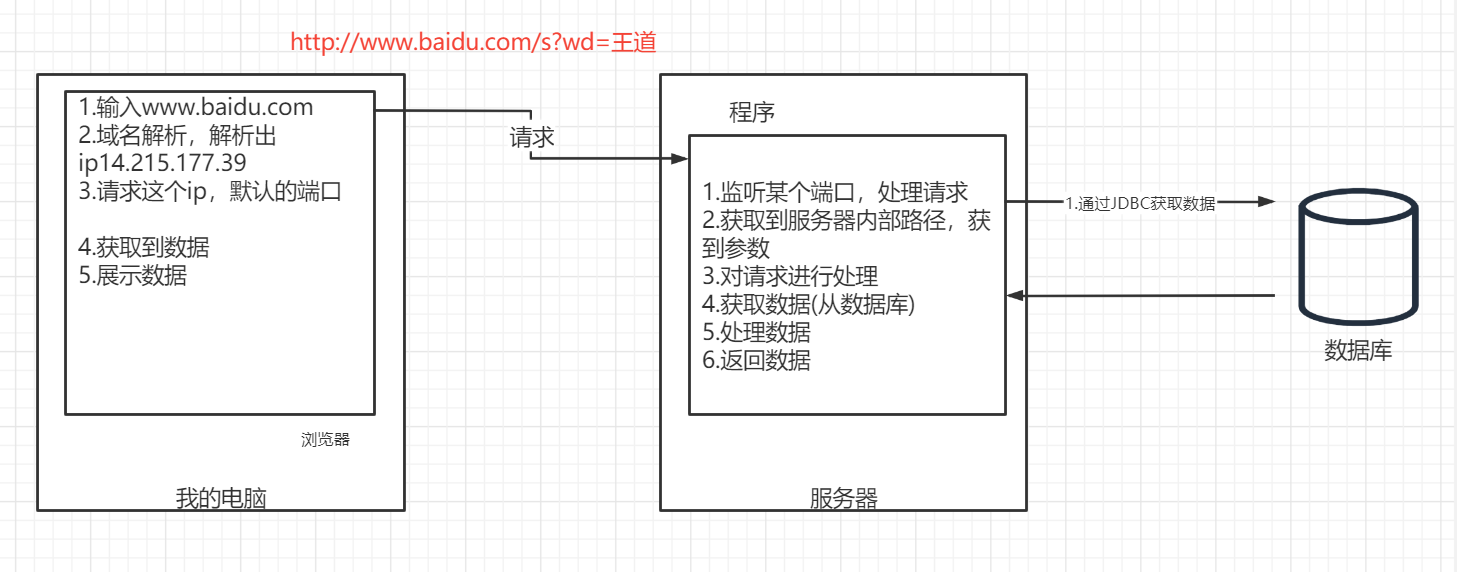 http://www.baidu.com/s?wd=王道
1.输入www.baidu.com
2.域名解析，解析出
ip14.215.177.39
3.请求这个ip，默认的端口
4.获取到数据
5.展示数据
浏览器
我的电脑
请求
程序
1.监听某个端口，处理请求
2.获取到服务器内部路径，获
到参数
3.对请求进行处理
4.获取数据(从数据库)
5.处理数据
6.返回数据
服务器
1.通过JDBC获取数据
数据库